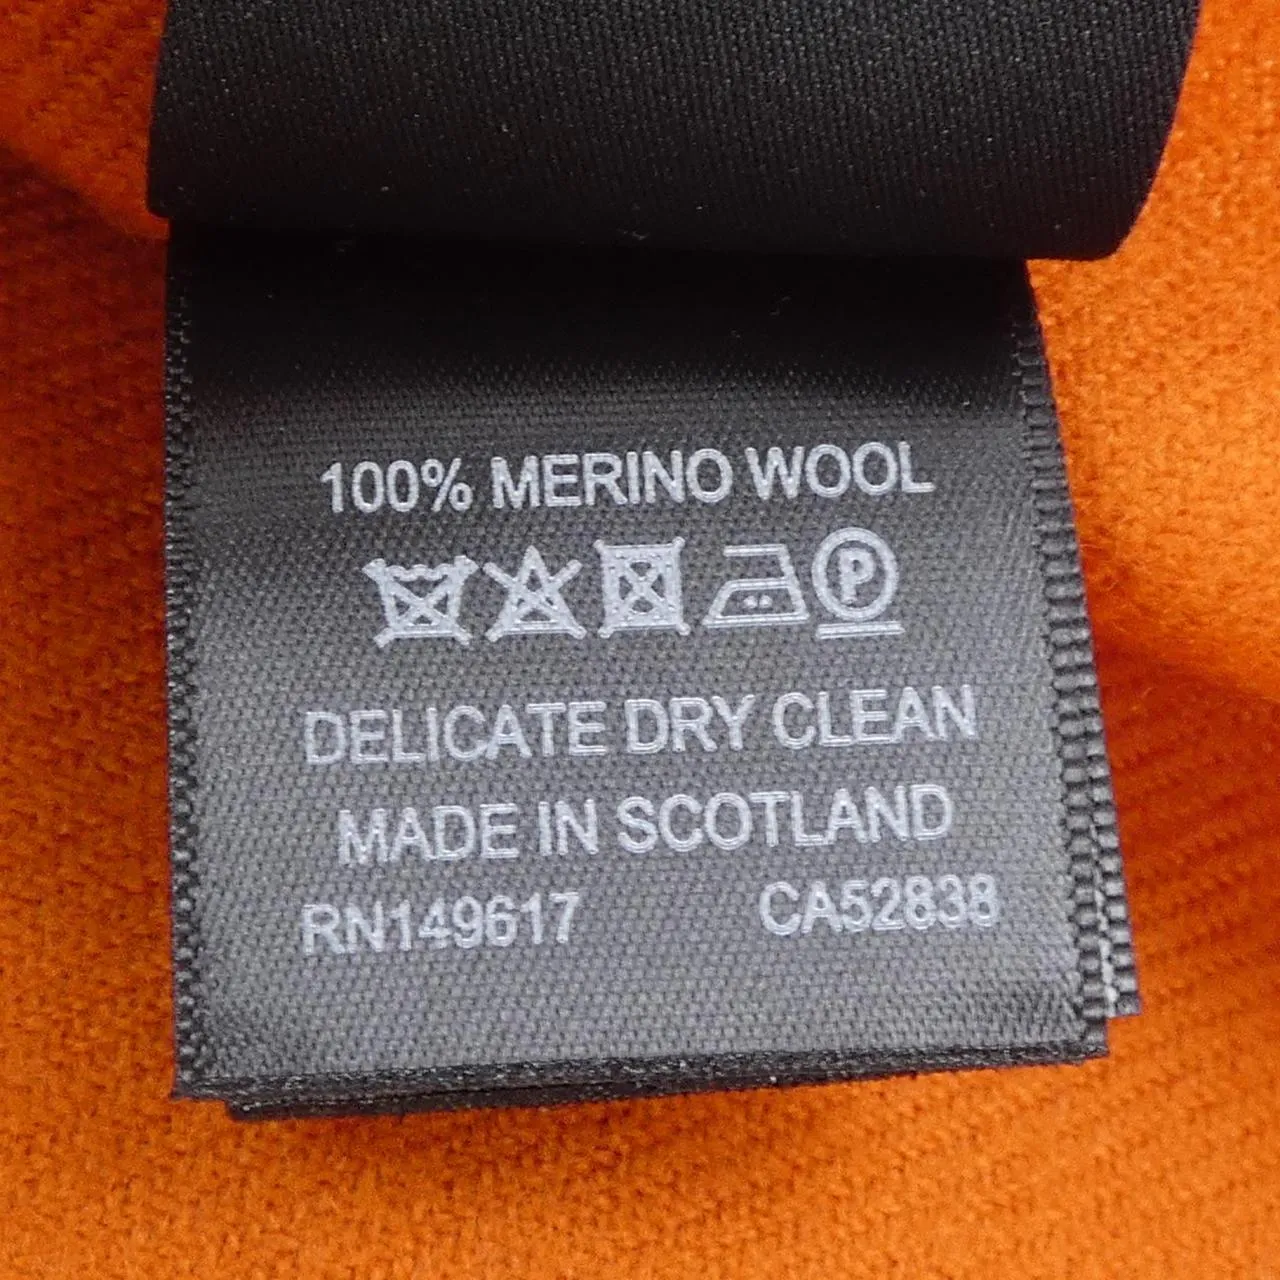 100% MERINO WOOL
P
DELICATE DRY CLEAN
MADE IN SCOTLAND
RN149617 CA52838